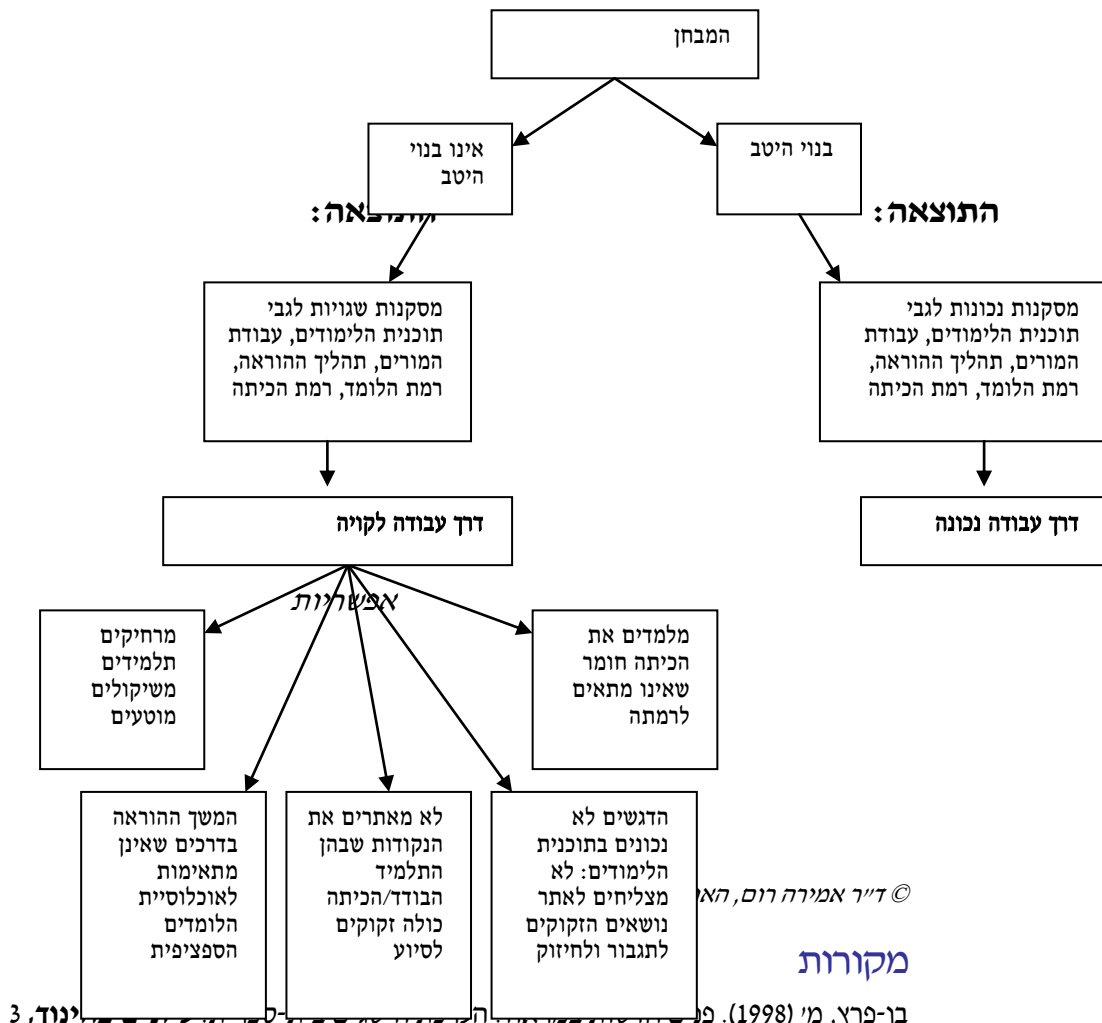 המבחן
בנוי היטב
אינו בנוי
היטב
התוצאה:
התוצאה:
מסקנות נכונות לגבי
תוכנית הלימודים, עבודת
המורים, תהליך ההוראה,
רמת הלומד, רמת הכיתה
מסקנות שגויות לגבי
תוכנית הלימודים, עבודת
המורים, תהליך ההוראה,
רמת הלומד, רמת הכיתה
דרך עבודה נכונה
דרך עבודה לקויה
אפשריות
מלמדים את
הכיתה חומר
שאינו מתאים
לרמתה
מרחיקים
תלמידים
משיקולים
מוטעים
הדגשים לא
נכונים בתוכנית
הלימודים: לא
מצליחים לאתר
נושאים הזקוקים
לתגבור ולחיזוק
לא מאתרים את
הנקודות שבהן
התלמיד
הבודד/הכיתה
כולה זקוקים
לסיוע
המשך ההוראה
בדרכים שאינן
מתאימות
לאוכלוסיית
הלומדים
הספציפית
© ד״ר אמירה רום,
מקורות
בן-פרץ, מ׳ (1998). 3